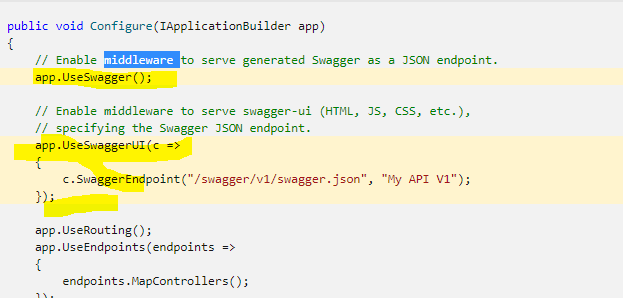 public void Configure(IApplicationBuilder app)
{
// Enable middleware to serve generated Swagger as a JSON endpoint.
app.UseSwagger();
// Enable middleware to serve swagger-ui (HTML, JS, CSS, etc.),
// specifying the Swagger JSON endpoint.
app.UseSwaggerUI(c =>
{
c.SwaggerEndpoint("/swagger/v1/swagger.json", "My API V1");
});
app.UseRouting();
app.UseEndpoints(endpoints =>
{
endpoints.MapControllers();
});